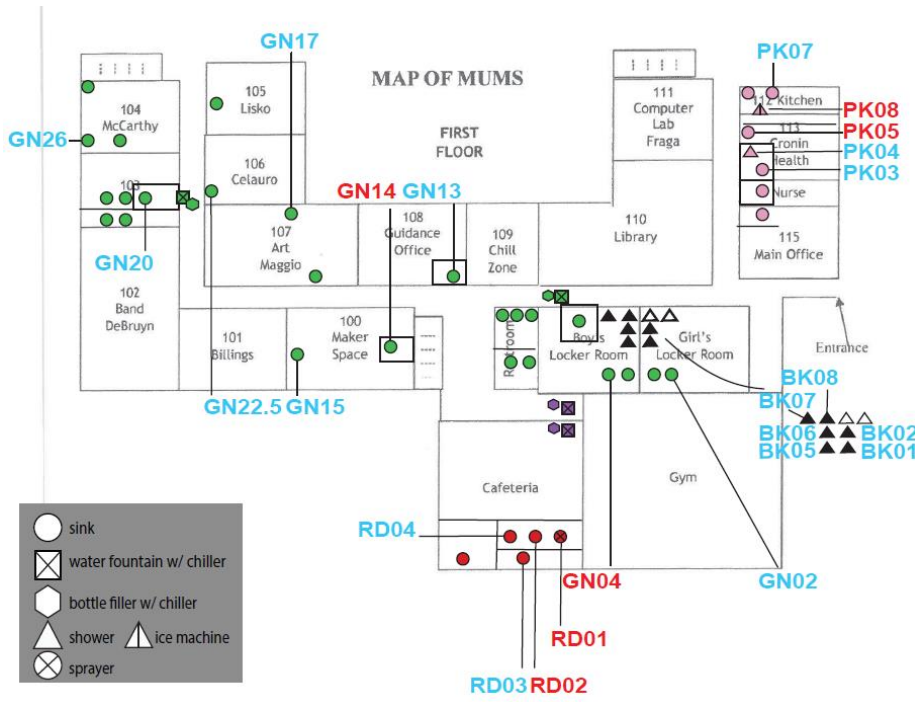 GN17
PK07
MAP OF MUMS
FIRST
FLOOR
104
McCarthy
105
Lisko
111
Computer
Lab
Fraga
112 Kitchen
PK08
PK05
113
Cronin
Health
PK04
PK03
GN26
106
Celauro
GN14
GN13
103
Nurse
107
Art
Maggio
108
Guidance
Office
109
Chill
Zone
110
Library
115
Main Office
GN20
102
Band
DeBruyn
101
Billings
100
Maker
Space
Restroom
Boy's
Locker Room
Girl's
Locker Room
Entrance
GN22.5
GN15
BK08
BK07
BK06
BK02
BK05
BK01
Cafeteria
Gym
RD04
GN04
GN02
RD01
RD03
RD02
sink
water fountain w/ chiller
bottle filler w/ chiller
shower
ice machine
sprayer